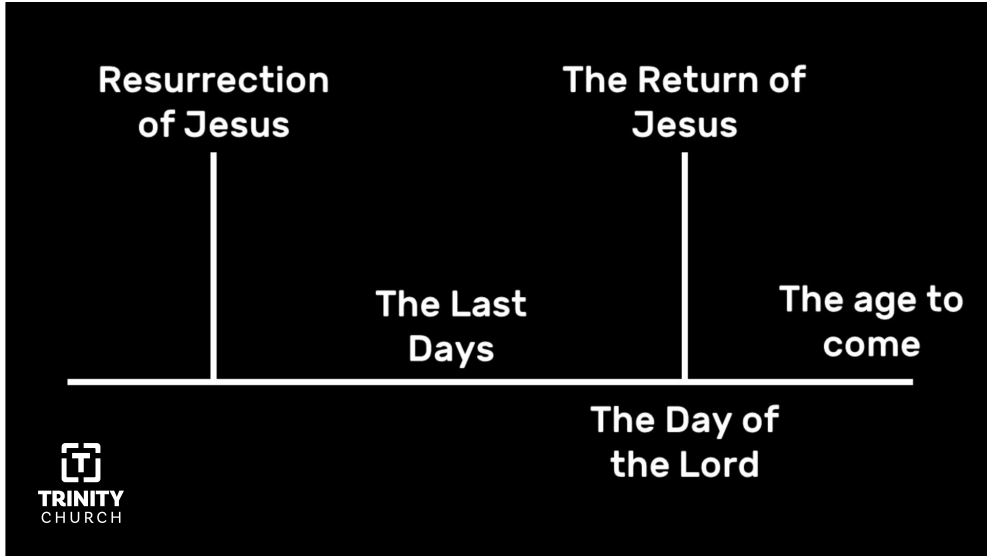 Resurrection
of Jesus
The Return of
Jesus
The Last
Days
The age to
come
The Day of
the Lord
T
TRINITY
CHURCH